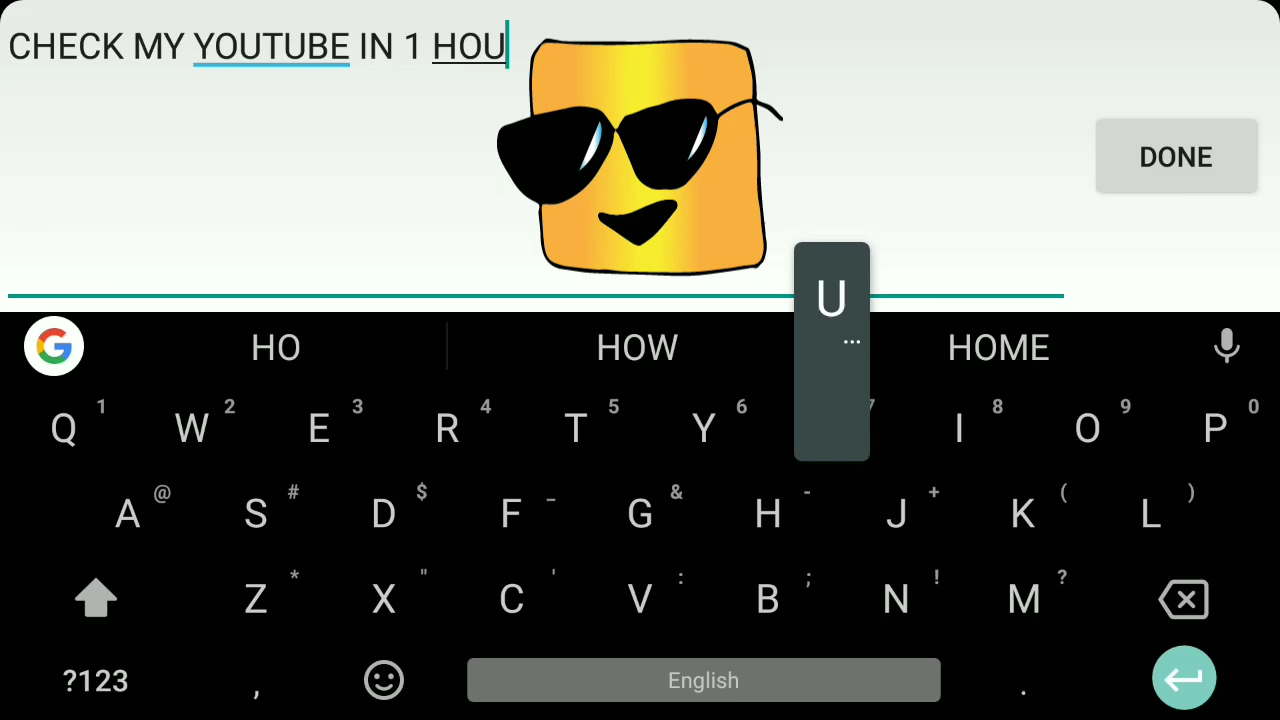 CHECK MY YOUTUBE IN 1 HOU
DONE
U
...
HO HOW HOME
Q 1 W 2 E 3 R 4 T 5 Y 6 7 I 8 O 9 P 0
A @ S # D $ F _ G & H - J + K ( L )
Z * X " C ' V : B ; N ! M ?
?123 , English .